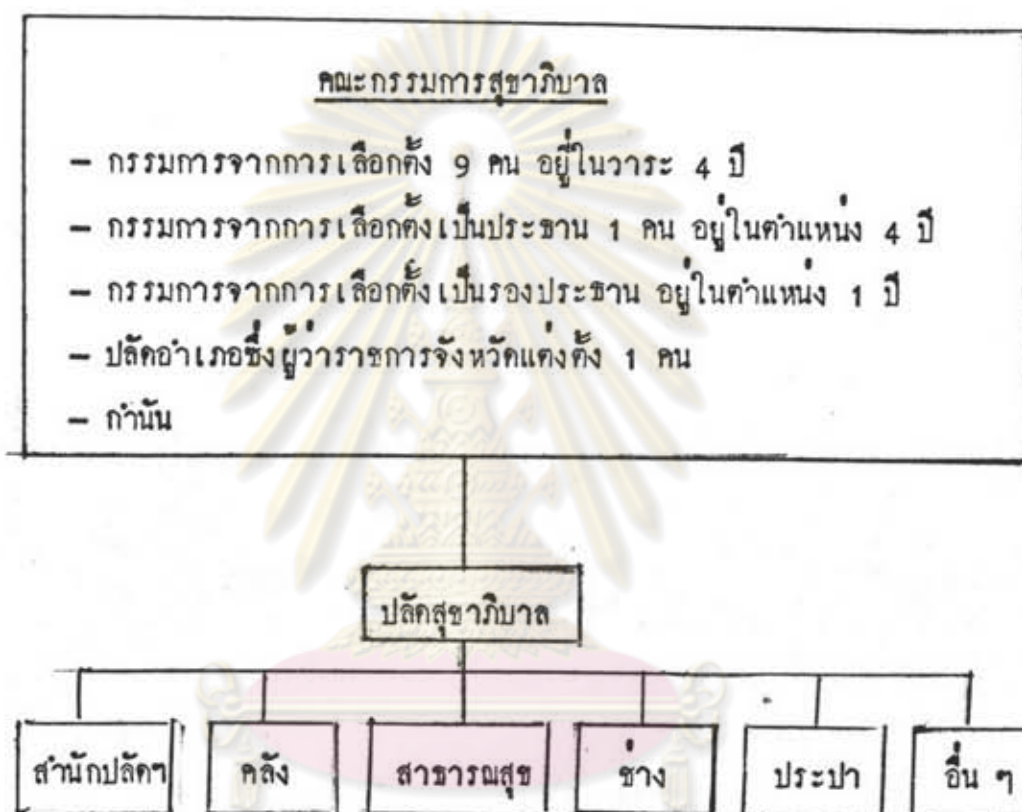 คณะกรรมการสุขาภิบาล
- กรรมการจากการเลือกตั้ง 9 คน อยู่ในวาระ 4 ปี
- กรรมการจากการเลือกตั้งเป็นประธาน 1 คน อยู่ในตำแหน่ง 4 ปี
- กรรมการจากการเลือกตั้งเป็นรองประธาน อยู่ในตำแหน่ง 1 ปี
- ปลัดอำเภอซึ่งผู้ว่าราชการจังหวัดแต่งตั้ง 1 คน
- กำนัน
ปลัดสุขาภิบาล
สำนักปลัดฯ คลัง สาธารณสุข ช่าง ประปา อื่น ๆ